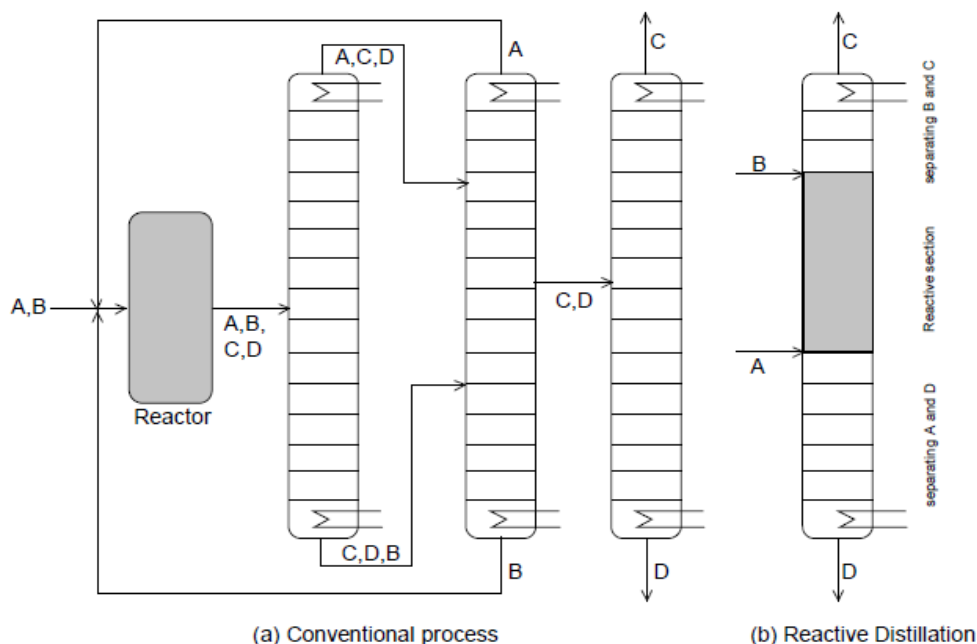 A,C,D
A
C
C
separating B and C
B
A,B
A,B,
C,D
C,D
Reactive section
Reactor
A
separating A and D
C,D,B
B
D
D
(a) Conventional process
(b) Reactive Distillation